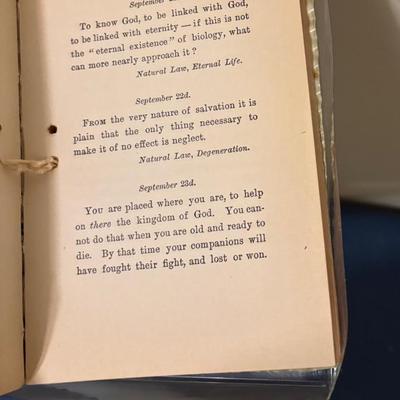 September
To know God, to be linked with God,
to be linked with eternity—if this is not
the "eternal existence" of biology, what
can more nearly approach it?
Natural Law, Eternal Life.
September 22d.
FROM the very nature of salvation it is
plain that the only thing necessary to
make it of no effect is neglect.
Natural Law, Degeneration.
September 23d.
YOU are placed where you are, to help
on there the kingdom of God. You can-
not do that when you are old and ready to
die. By that time your companions will
have fought their fight, and lost or won.